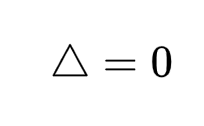 △ = 0